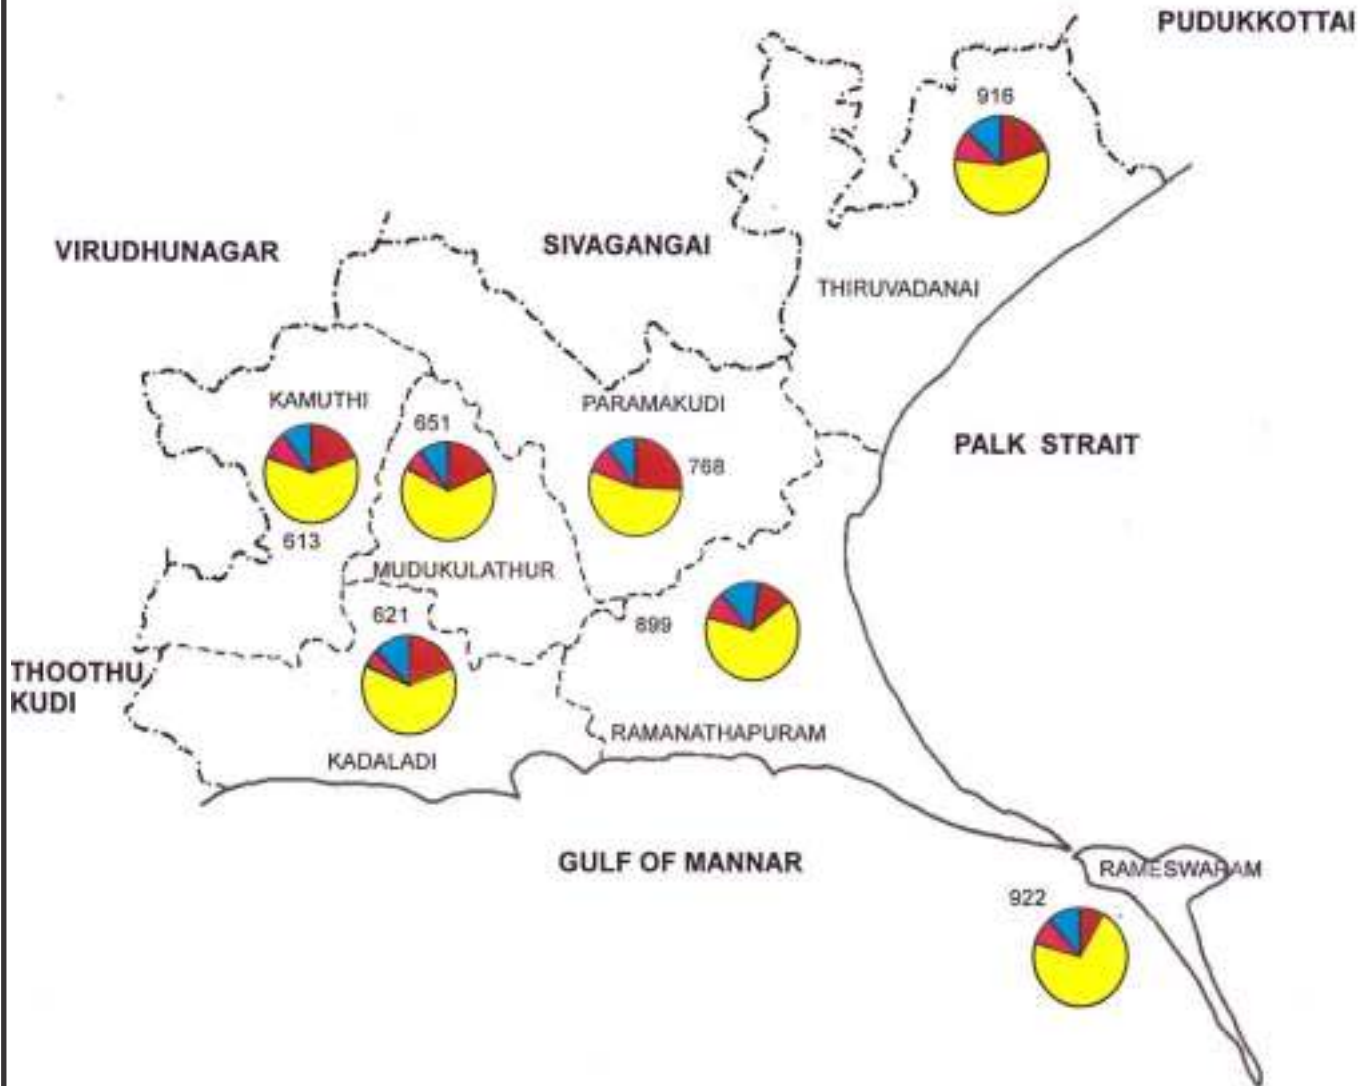 PUDUKKOTTAI
916
VIRUDHUNAGAR
SIVAGANGAI
THIRUVADANAI
KAMUTHI
PARAMAKUDI
651
PALK STRAIT
768
613
MUDUKULATHUR
621
899
THOOTHU
KUDI
RAMANATHAPURAM
KADALADI
GULF OF MANNAR
RAMESWARAM
922